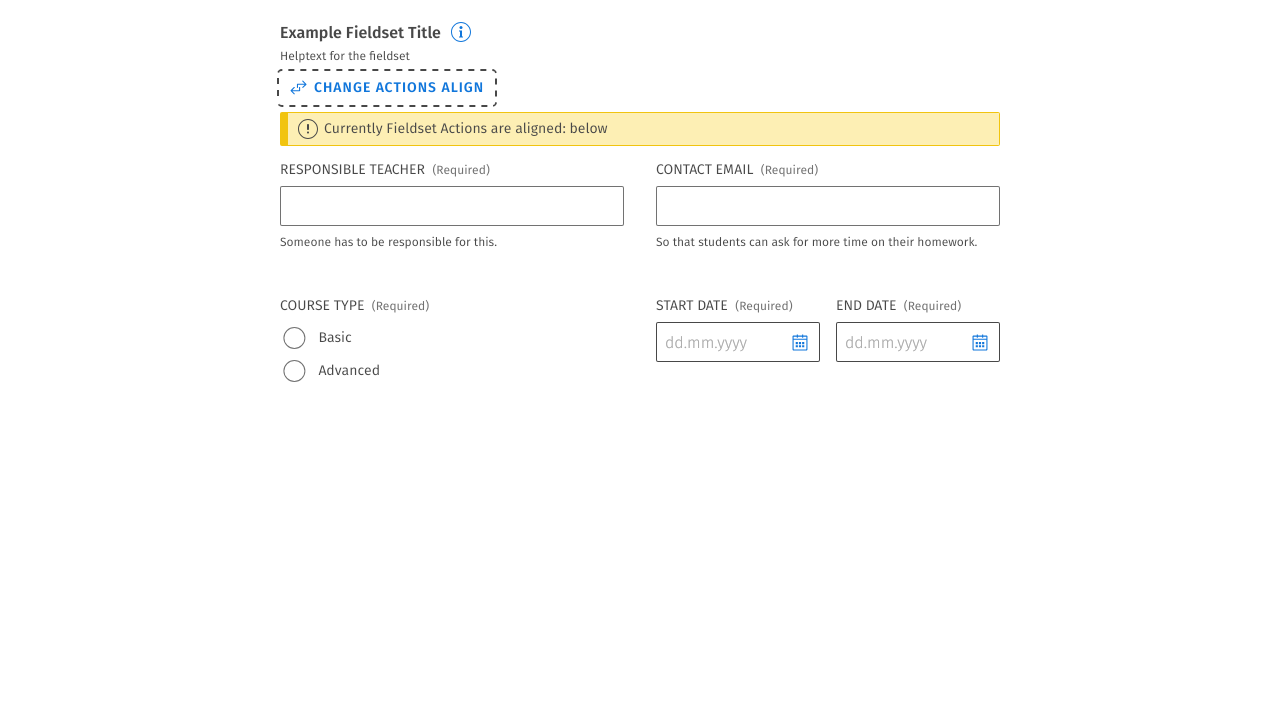 Example Fieldset Title
Helptext for the fieldset
CHANGE ACTIONS ALIGN
Currently Fieldset Actions are aligned: below
RESPONSIBLE TEACHER (Required)
Someone has to be responsible for this.
CONTACT EMAIL (Required)
So that students can ask for more time on their homework.
COURSE TYPE (Required)
Basic
Advanced
START DATE (Required)
dd.mm.yyyy
END DATE (Required)
dd.mm.yyyy